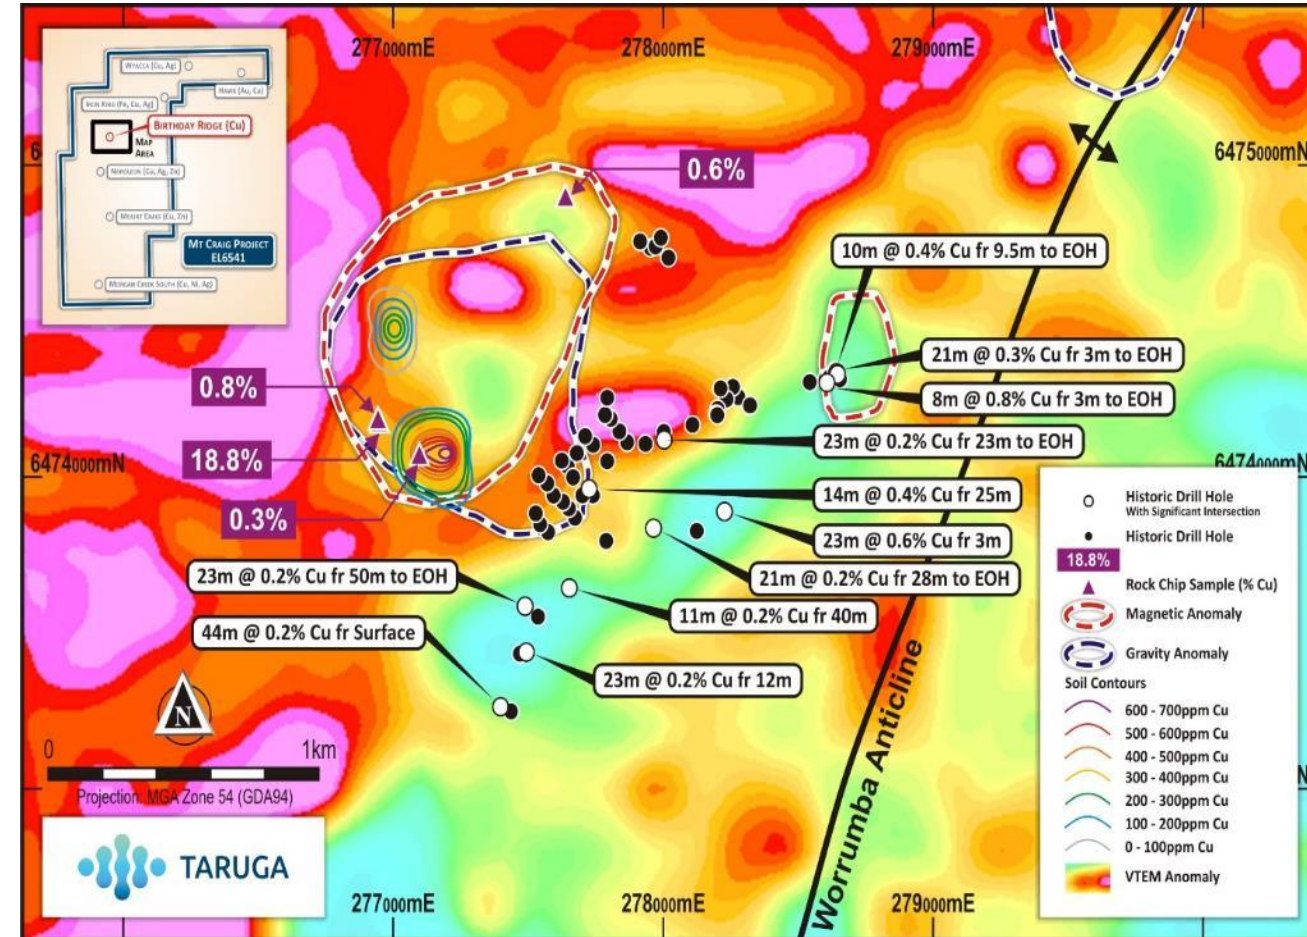 277000mE
278000mE
279000mE
WYACCA (CU, AG)
HAWK (AU, CU)
IRON KING (FE, CU, AG)
BIRTHDAY RIDGE (CU)
MAP
AREA
NAPOLEON (CU, AG, ZN)
MOUNT CRAIG (CU, ZN)
MT CRAIG PROJECT
EL6541
MORGAN CREEK SOUTH (CU, NI, AG)
6
6475000mN
0.6%
10m @ 0.4% Cu fr 9.5m to EOH
21m @ 0.3% Cu fr 3m to EOH
8m @ 0.8% Cu fr 3m to EOH
0.8%
23m @ 0.2% Cu fr 23m to EOH
18.8%
6474000mN
6474000mN
14m @ 0.4% Cu fr 25m
0.3%
23m @ 0.6% Cu fr 3m
23m @ 0.2% Cu fr 50m to EOH
21m @ 0.2% Cu fr 28m to EOH
11m @ 0.2% Cu fr 40m
44m @ 0.2% Cu fr Surface
23m @ 0.2% Cu fr 12m
N
0
1km
Projection: MGA Zone 54 (GDA94)
TARUGA
Worrumba Anticline
Historic Drill Hole
With Significant Intersection
Historic Drill Hole
18.8%
Rock Chip Sample (% Cu)
Magnetic Anomaly
Gravity Anomaly
Soil Contours
600 - 700ppm Cu
500 - 600ppm Cu
400 - 500ppm Cu
300 - 400ppm Cu
200 - 300ppm Cu
100 - 200ppm Cu
0 - 100ppm Cu
VTEM Anomaly
N
277000mE
278000mE
279000mE